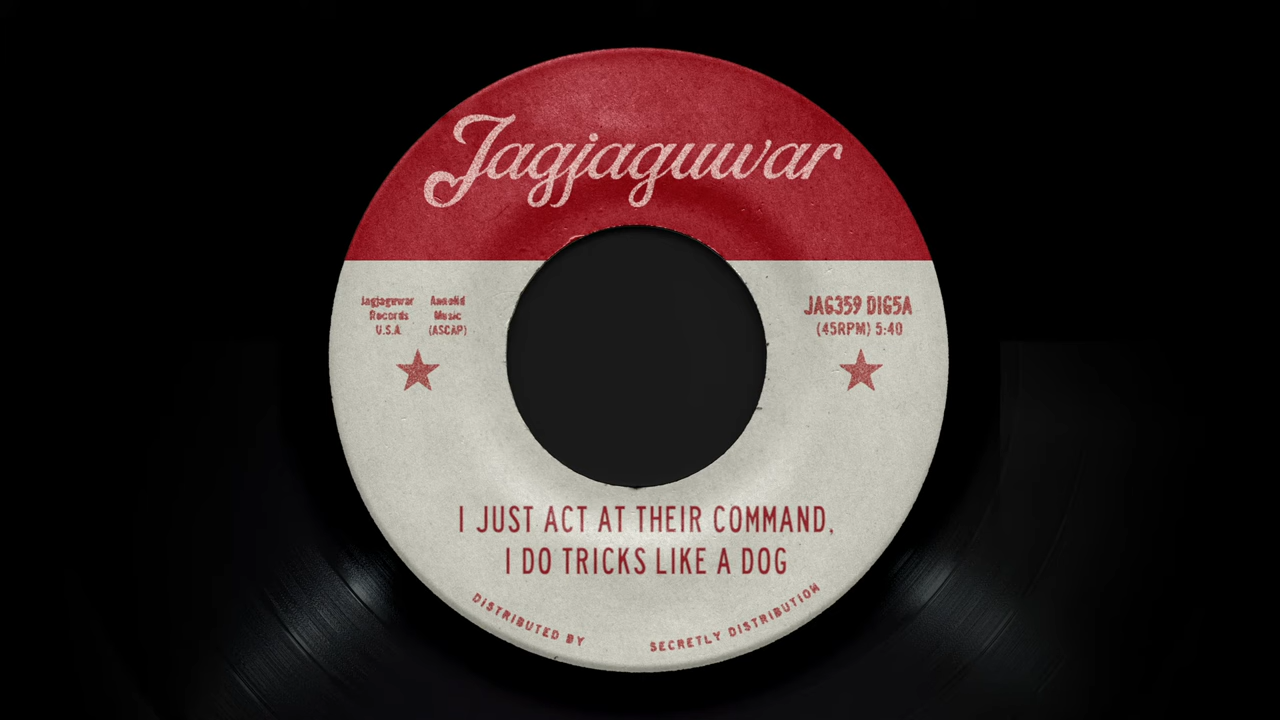 Jagjaguwar
Jagjaguwar
Records
U.S.A.
Music
(ASCAP)
JAG359 DIG5A
(45RPM) 5:40
I JUST ACT AT THEIR COMMAND,
I DO TRICKS LIKE A DOG
DISTRIBUTED BY SECRETLY DISTRIBUTION